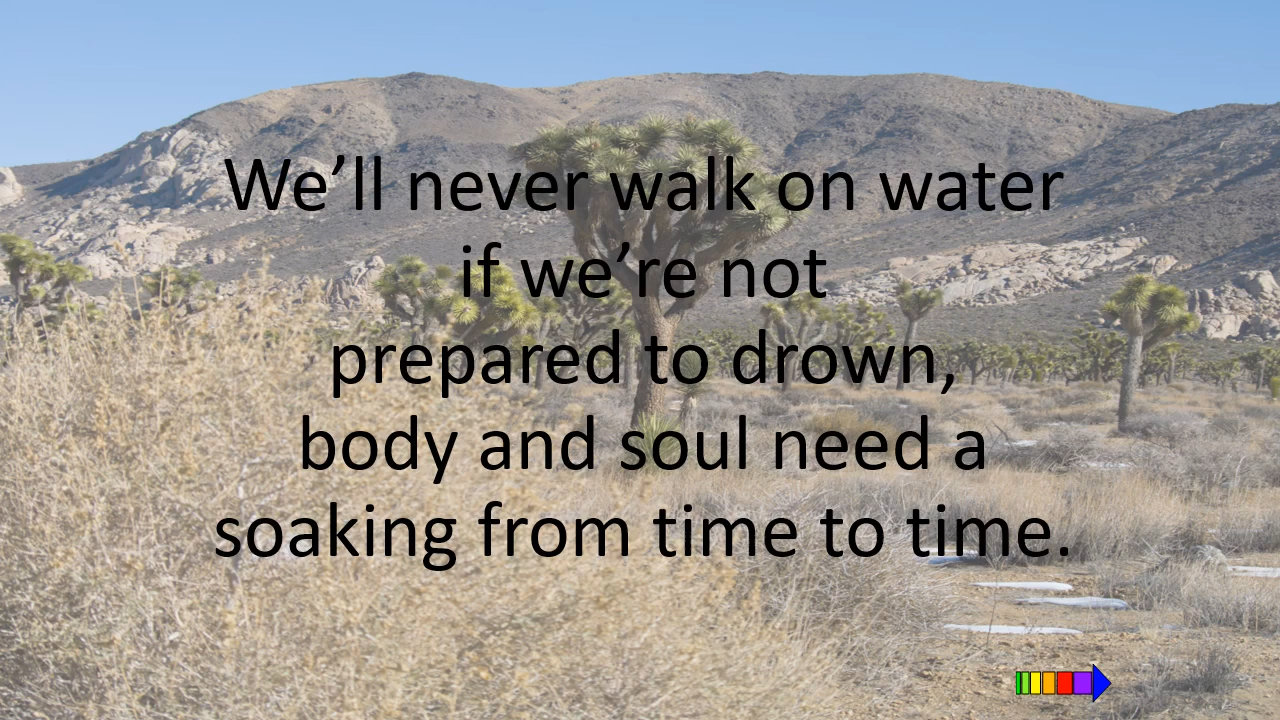 We’ll never walk on water
if we’re not
prepared to drown,
body and soul need a
soaking from time to time.